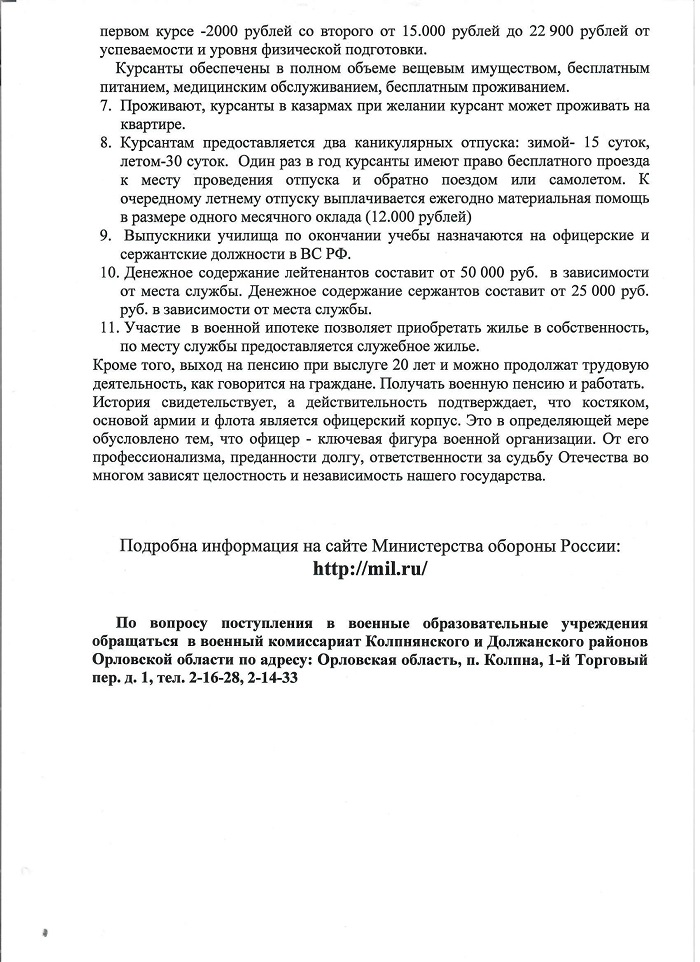 первом курсе -2000 рублей со второго от 15.000 рублей до 22 900 рублей от
успеваемости и уровня физической подготовки.
Курсанты обеспечены в полном объеме вещевым имуществом, бесплатным
питанием, медицинским обслуживанием, бесплатным проживанием.
7. Проживают, курсанты в казармах при желании курсант может проживать на
квартире.
8. Курсантам предоставляется два каникулярных отпуска: зимой- 15 суток,
летом-30 суток. Один раз в год курсанты имеют право бесплатного проезда
к месту проведения отпуска и обратно поездом или самолетом. К
очередному летнему отпуску выплачивается ежегодно материальная помощь
в размере одного месячного оклада (12.000 рублей)
9. Выпускники училища по окончании учебы назначаются на офицерские и
сержантские должности в ВС РФ.
10. Денежное содержание лейтенантов составит от 50 000 руб. в зависимости
от места службы. Денежное содержание сержантов составит от 25 000 руб.
руб. в зависимости от места службы.
11. Участие в военной ипотеке позволяет приобретать жилье в собственность,
по месту службы предоставляется служебное жилье.
Кроме того, выход на пенсию при выслуге 20 лет и можно продолжат трудовую
деятельность, как говорится на граждане. Получать военную пенсию и работать.
История свидетельствует, а действительность подтверждает, что костяком,
основой армии и флота является офицерский корпус. Это в определяющей мере
обусловлено тем, что офицер - ключевая фигура военной организации. От его
профессионализма, преданности долгу, ответственности за судьбу Отечества во
многом зависят целостность и независимость нашего государства.
Подробна информация на сайте Министерства обороны России:
http://mil.ru/
По вопросу поступления в военные образовательные учреждения
обращаться в военный комиссариат Колпнянского и Должанского районов
Орловской области по адресу: Орловская область, п. Колпна, 1-й Торговый
пер. д. 1, тел. 2-16-28, 2-14-33